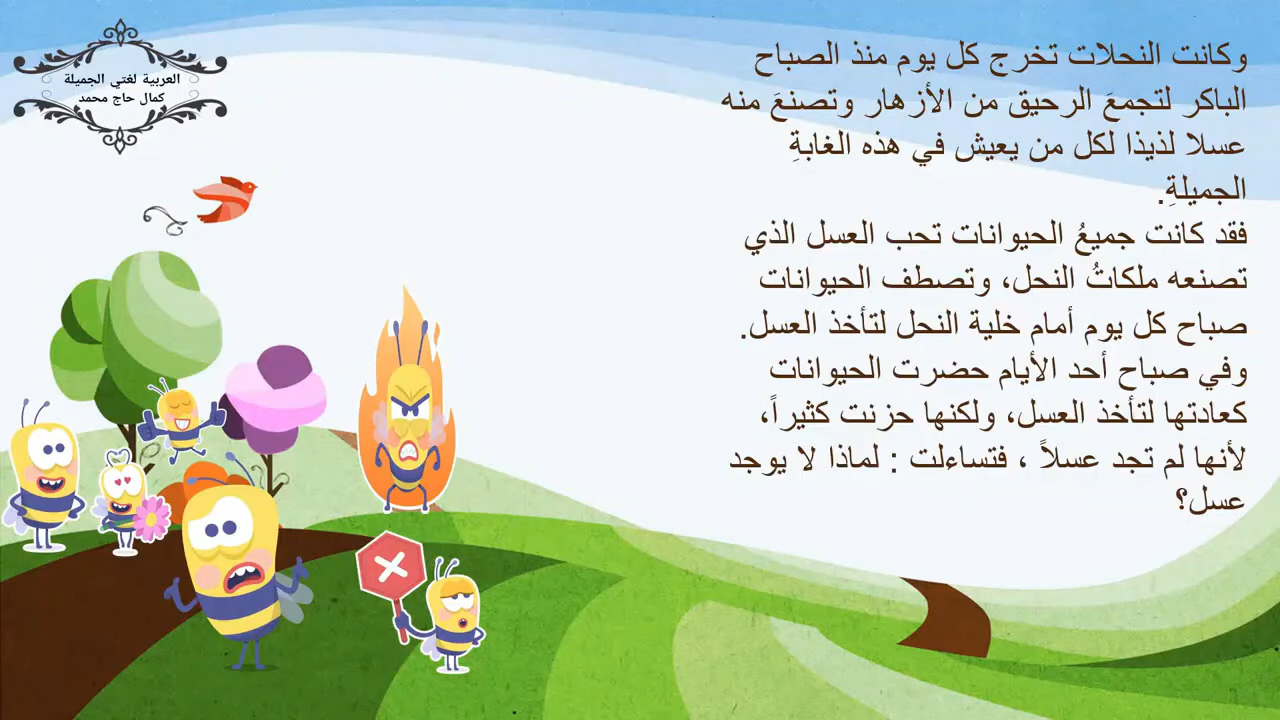 العربية لغتي الجميلة
كمال حاج محمد
وكانت النحلات تخرج كل يوم منذ الصباح
الباكر لتجمعَ الرحيق من الأزهار وتصنعَ منه
عسلا لذيذا لكل من يعيش في هذه الغابةِ
الجميلةِ.
فقد كانت جميعُ الحيوانات تحب العسل الذي
تصنعه ملكاتُ النحل، وتصطف الحيوانات
صباح كل يوم أمام خلية النحل لتأخذ العسل.
وفي صباح أحد الأيام حضرت الحيوانات
كعادتها لتأخذ العسل، ولكنها حزنت كثيراً،
لأنها لم تجد عسلاً ، فتساءلت : لماذا لا يوجد
عسل؟